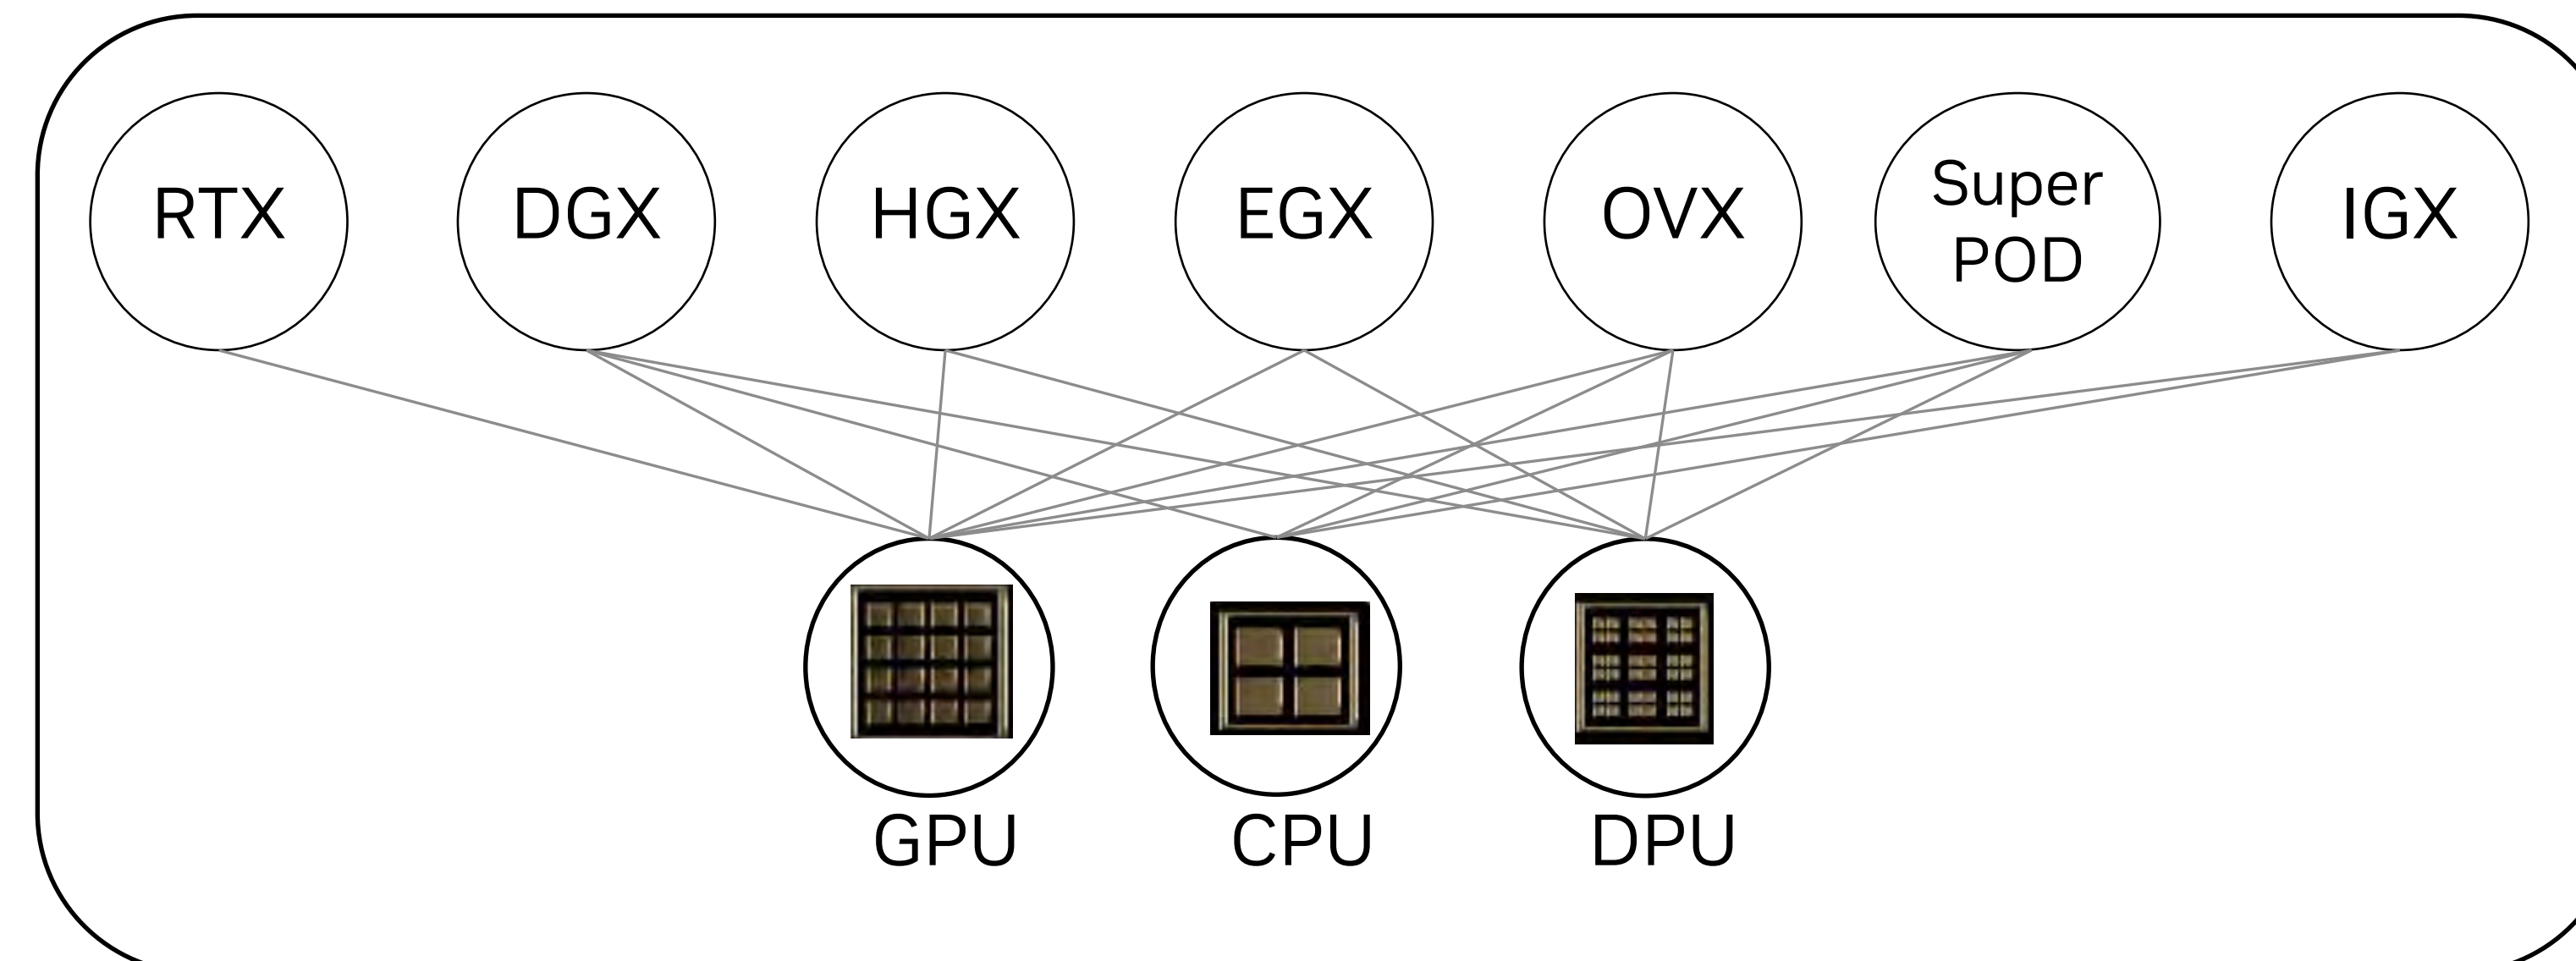 RTX
DGX
HGX
EGX
OVX
Super
POD
IGX
GPU
CPU
DPU